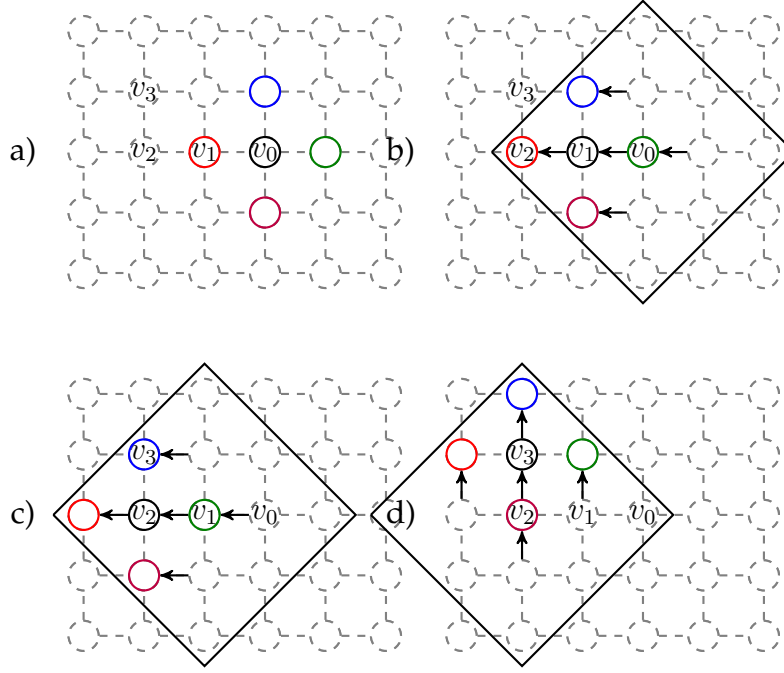 v₃ v₃
a) v₂ v₁ v₀ b) v₂ v₁ v₀
v₃ v₃
c) v₂ v₁ v₀ d) v₂ v₁ v₀